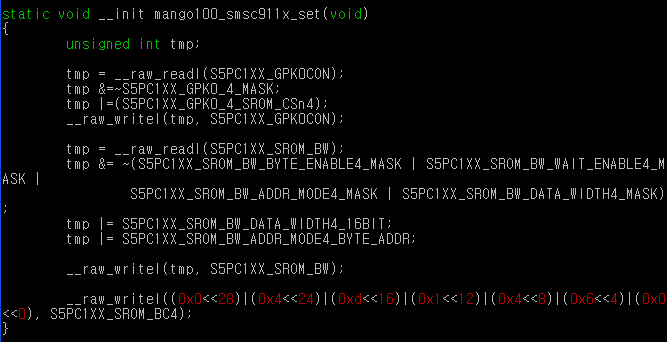 static void __init mango100_smsc911x_set(void)
{
        unsigned int tmp;

        tmp = __raw_readl(S5PC1XX_GPK0CON);
        tmp &=~S5PC1XX_GPK0_4_MASK;
        tmp |=(S5PC1XX_GPK0_4_SROM_CSn4);
        __raw_writel(tmp, S5PC1XX_GPK0CON);

        tmp = __raw_readl(S5PC1XX_SROM_BW);
        tmp &= ~(S5PC1XX_SROM_BW_BYTE_ENABLE4_MASK | S5PC1XX_SROM_BW_WAIT_ENABLE4_M
ASK |
                S5PC1XX_SROM_BW_ADDR_MODE4_MASK | S5PC1XX_SROM_BW_DATA_WIDTH4_MASK)
;
        tmp |= S5PC1XX_SROM_BW_DATA_WIDTH4_16BIT;
        tmp |= S5PC1XX_SROM_BW_ADDR_MODE4_BYTE_ADDR;

        __raw_writel(tmp, S5PC1XX_SROM_BW);

        __raw_writel((0x0<<28)|(0x4<<24)|(0xd<<16)|(0x1<<12)|(0x4<<8)|(0x6<<4)|(0x0
<<0), S5PC1XX_SROM_BC4);
}